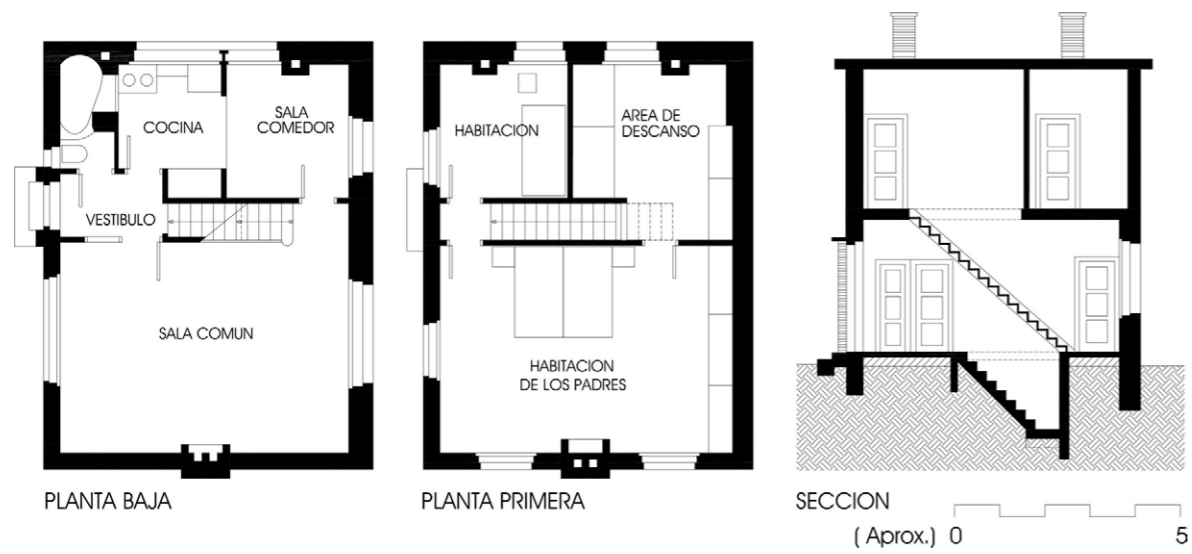 COCINA
SALA
COMEDOR
VESTIBULO
SALA COMUN
PLANTA BAJA
HABITACION
AREA DE
DESCANSO
HABITACION
DE LOS PADRES
PLANTA PRIMERA
SECCION
( Aprox.) 0 5